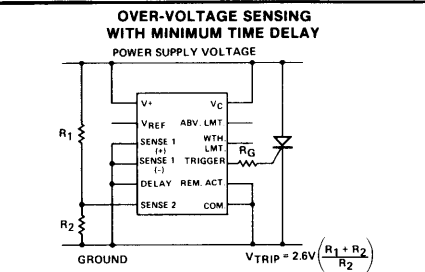 OVER-VOLTAGE SENSING
WITH MINIMUM TIME DELAY
POWER SUPPLY VOLTAGE
V+ VC
VREF ABV. LMT.
R1 SENSE 1 WTH.
(+) LMT. RG
SENSE 1 TRIGGER
(-)
DELAY REM. ACT.
SENSE 2 COM.
R2
GROUND VTRIP = 2.6V(R1 + R2 / R2)